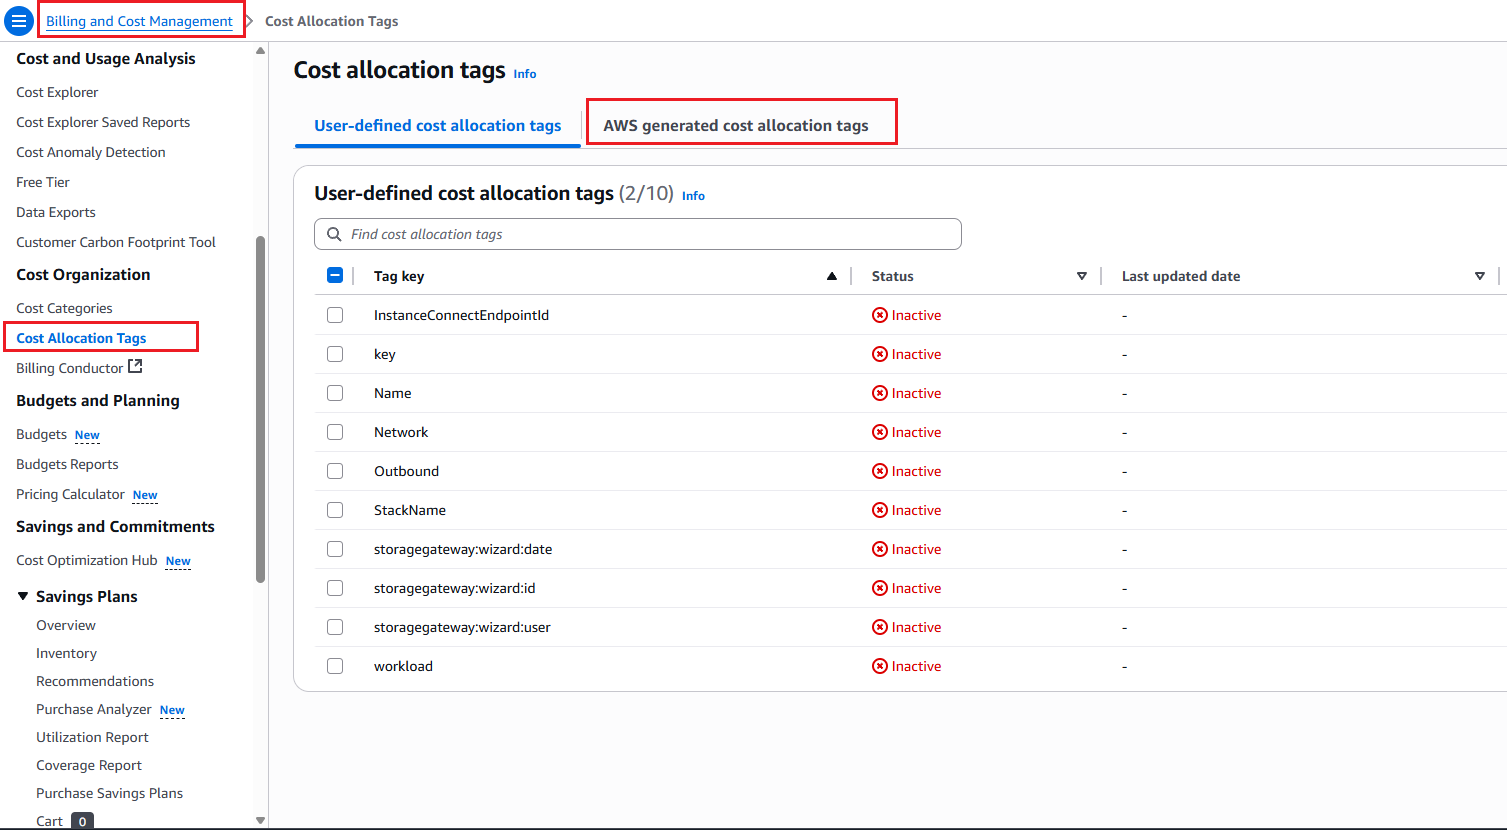 Billing and Cost Management > Cost Allocation Tags
Cost and Usage Analysis
Cost Explorer
Cost Explorer Saved Reports
Cost Anomaly Detection
Free Tier
Data Exports
Customer Carbon Footprint Tool
Cost Organization
Cost Categories
Cost Allocation Tags
Billing Conductor
Budgets and Planning
Budgets New
Budgets Reports
Pricing Calculator New
Savings and Commitments
Cost Optimization Hub New
Savings Plans
Overview
Inventory
Recommendations
Purchase Analyzer New
Utilization Report
Coverage Report
Purchase Savings Plans
Cart 0
Cost allocation tags Info
User-defined cost allocation tags AWS generated cost allocation tags
User-defined cost allocation tags (2/10) Info
Find cost allocation tags
Tag key Status Last updated date
InstanceConnectEndpointId Inactive -
key Inactive -
Name Inactive -
Network Inactive -
Outbound Inactive -
StackName Inactive -
storagegateway:wizard:date Inactive -
storagegateway:wizard:id Inactive -
storagegateway:wizard:user Inactive -
workload Inactive -